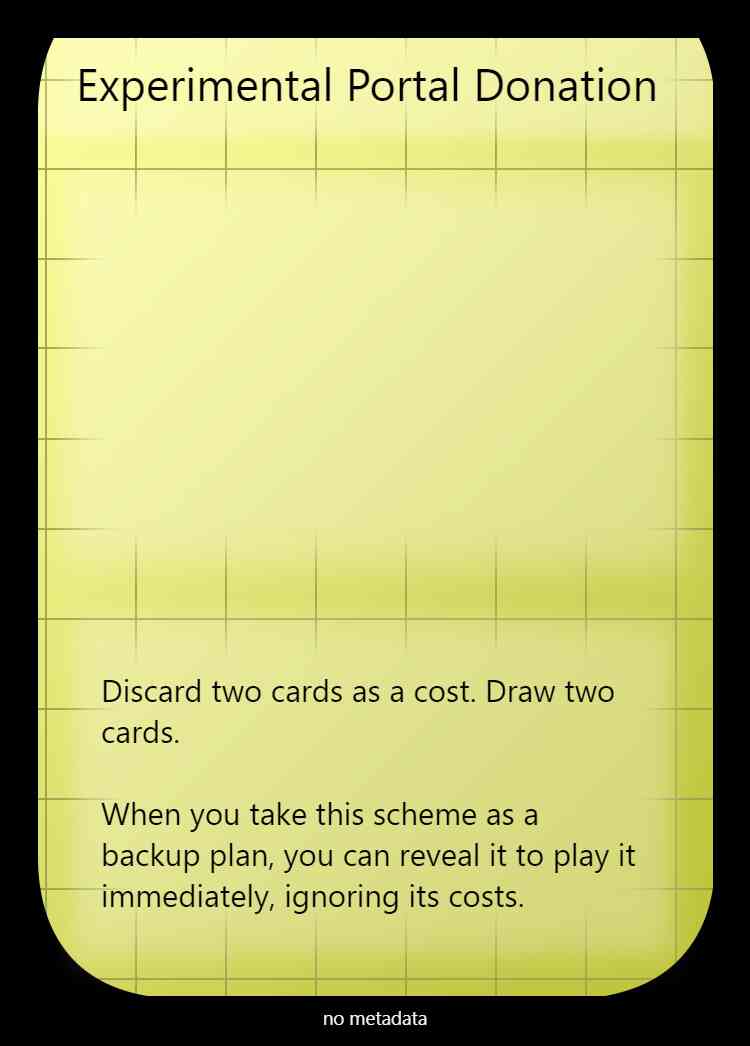 Experimental Portal Donation
Discard two cards as a cost. Draw two
cards.
When you take this scheme as a
backup plan, you can reveal it to play it
immediately, ignoring its costs.
no metadata